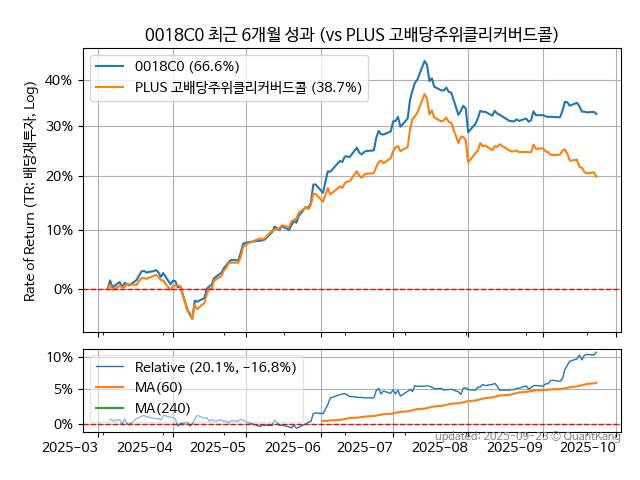 0018C0 최근 6개월 성과 (vs PLUS 고배당주위클리커버드콜)
Rate of Return (TR: 배당재투자, Log)
40%
30%
20%
10%
0%
0018C0 (66.6%)
PLUS 고배당주위클리커버드콜 (38.7%)
10%
5%
0%
Relative (20.1%, −16.8%)
MA(60)
MA(240)
2025−03 2025−04 2025−05 2025−06 2025−07 2025−08 2025−09 2025−10
updated: 2025-09-23 © QuantKang